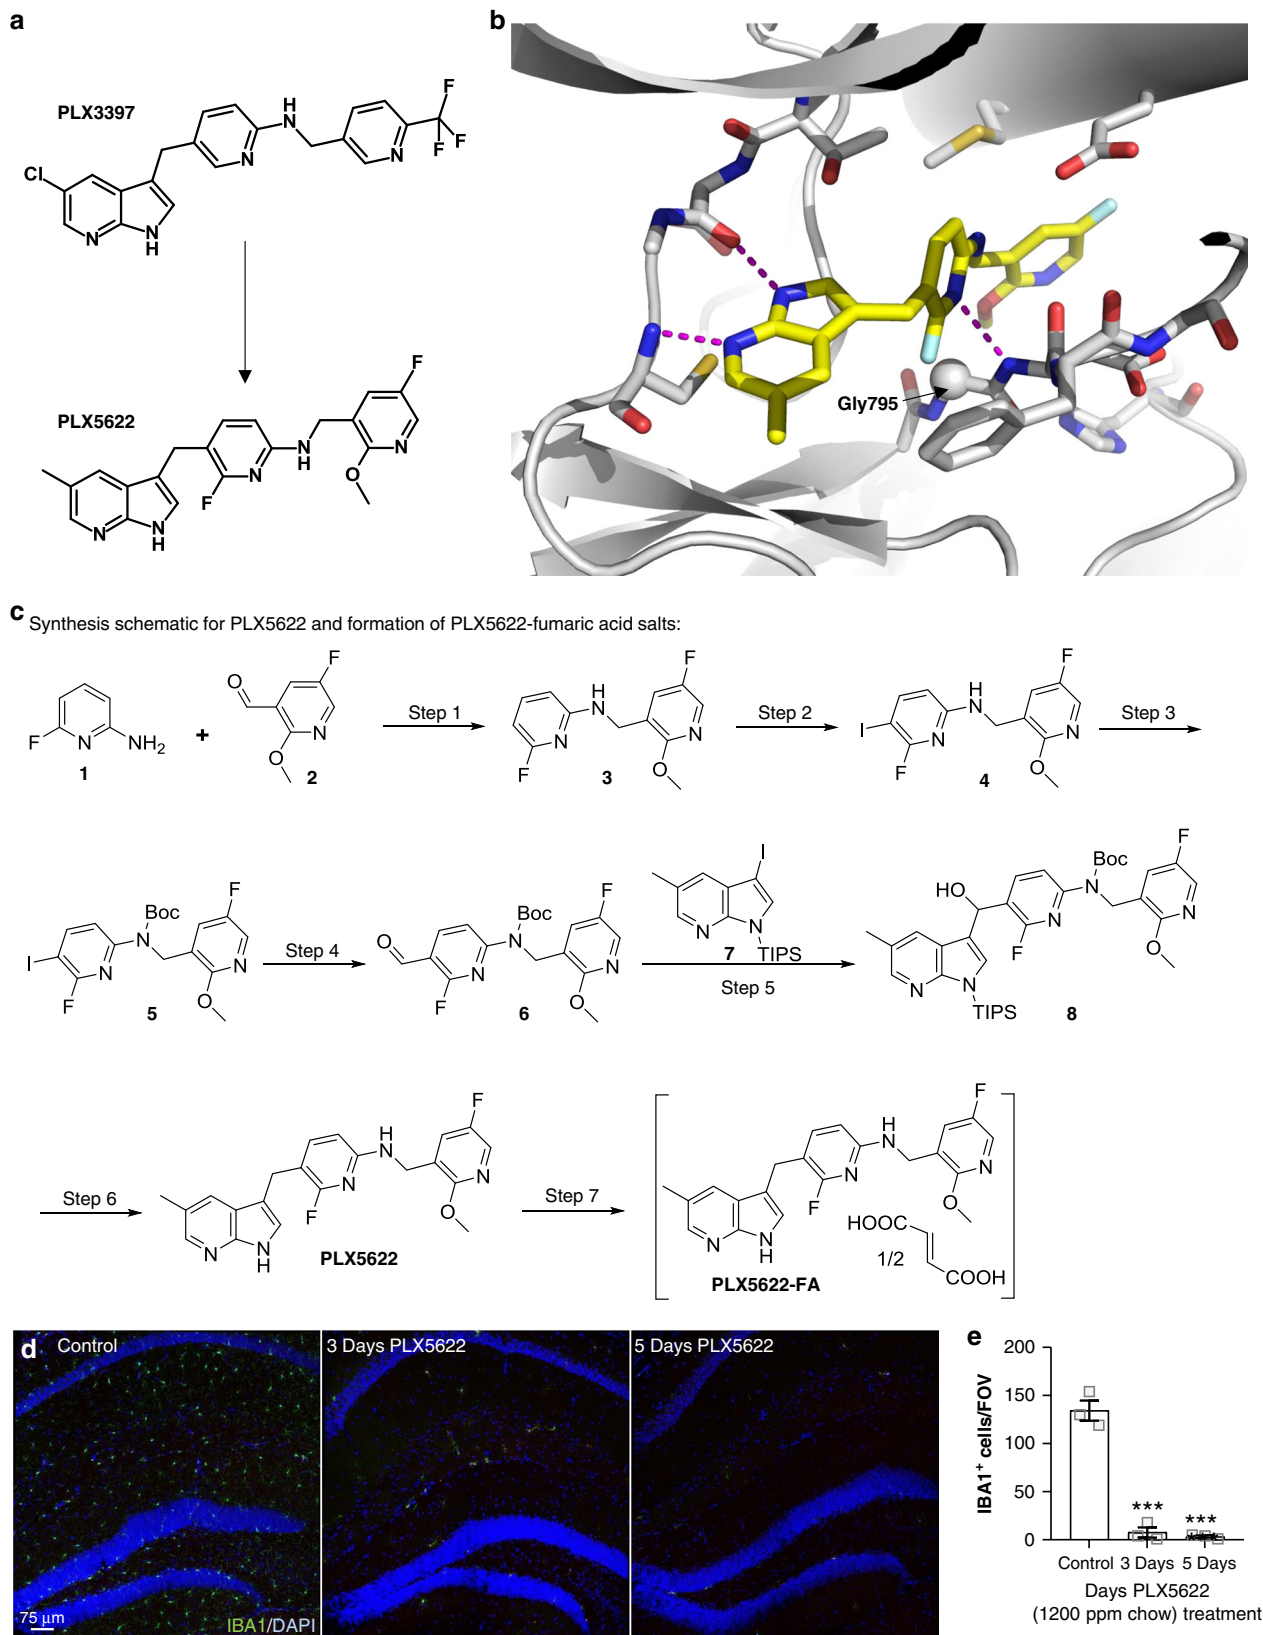 a
PLX3397
H
N
F
F
F
N
N
Cl
N
N
H
PLX5622
F
N
H
N
N
F
O
N
N
H
b
Gly795
c
Synthesis schematic for PLX5622 and formation of PLX5622-fumaric acid salts:
F
N
NH2
1
+
O
F
N
O
2
Step 1
H
N
F
N
F
N
O
3
Step 2
I
F
N
H
N
F
N
O
4
Step 3
I
F
N
Boc
N
F
N
O
5
Step 4
O
F
N
Boc
N
F
N
O
6
I
N
N
7 TIPS
Step 5
HO
Boc
N
F
N
F
N
O
N
N
TIPS
8
Step 6
H
N
F
N
N
F
O
N
N
H
PLX5622
Step 7
H
N
F
N
N
F
O
N
N
H
HOOC
1/2
COOH
PLX5622-FA
d
Control
3 Days PLX5622
5 Days PLX5622
75 μm
IBA1/DAPI
e
IBA1+ cells/FOV
200
150
100
50
0
***
***
Control 3 Days 5 Days
Days PLX5622
(1200 ppm chow) treatment